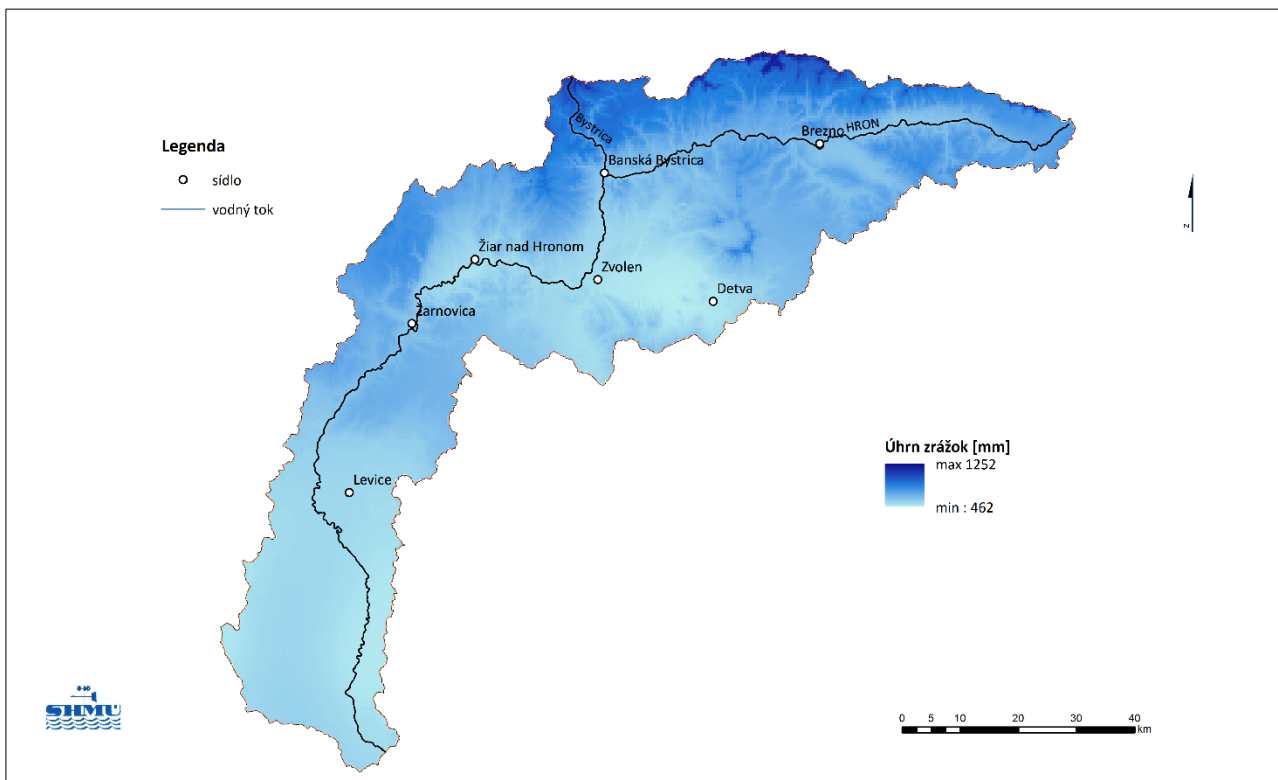 Legenda
sídlo
vodný tok
Bystrica
Brezno
HRON
Banská Bystrica
Žiar nad Hronom
Zvolen
Detva
Žarnovica
Levice
Úhrn zrážok [mm]
max 1252
min : 462
z
SHMÚ
0 5 10 20 30 40
km